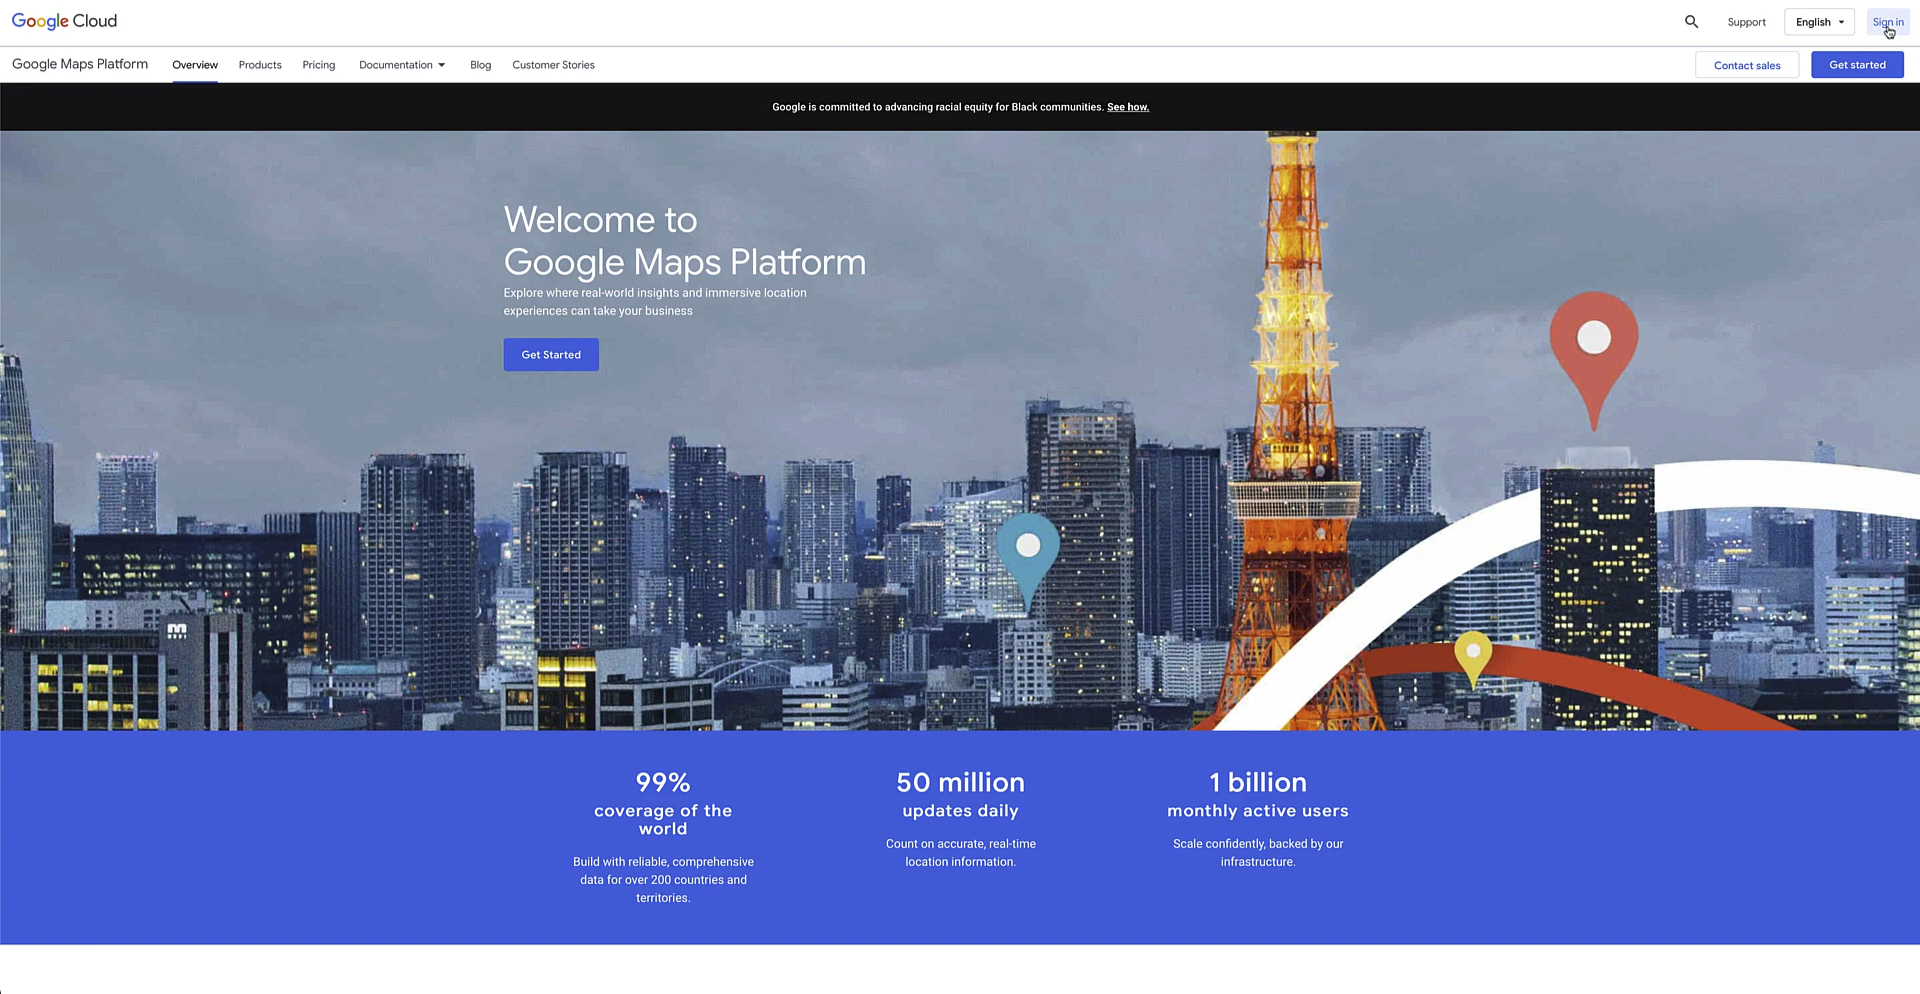 Google Cloud
Support
English
Sign in
Google Maps Platform
Overview
Products
Pricing
Documentation
Blog
Customer Stories
Contact sales
Get started
Google is committed to advancing racial equity for Black communities. See how.
Welcome to
Google Maps Platform
Explore where real-world insights and immersive location
experiences can take your business
Get Started
99%
coverage of the
world
Build with reliable, comprehensive
data for over 200 countries and
territories.
50 million
updates daily
Count on accurate, real-time
location information.
1 billion
monthly active users
Scale confidently, backed by our
infrastructure.